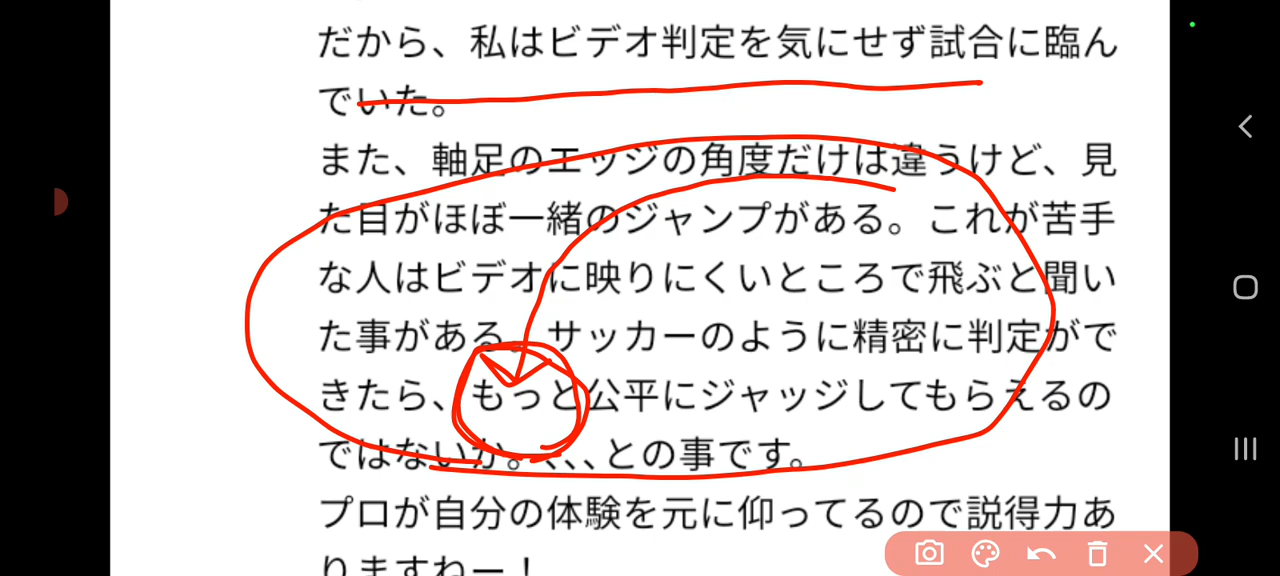 だから、私はビデオ判定を気にせず試合に臨ん
でいた。
また、軸足のエッジの角度だけは違うけど、見
た目がほぼ一緒のジャンプがある。これが苦手
な人はビデオに映りにくいところで飛ぶと聞い
た事がある。サッカーのように精密に判定がで
きたら、もっと公平にジャッジしてもらえるの
ではないか。、、、との事です。
プロが自分の体験を元に仰ってるので説得力あ
りますねー！